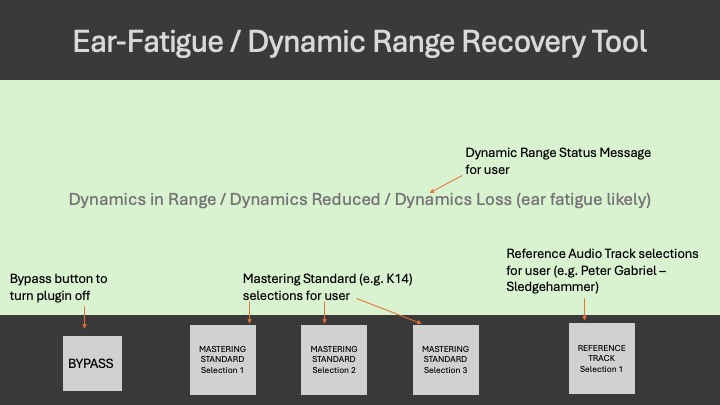 Ear-Fatigue / Dynamic Range Recovery Tool
Dynamic Range Status Message
for user
Dynamics in Range / Dynamics Reduced / Dynamics Loss (ear fatigue likely)
Reference Audio Track selections
for user (e.g. Peter Gabriel –
Sledgehammer)
Bypass button to
turn plugin off
Mastering Standard (e.g. K14)
selections for user
BYPASS
MASTERING
STANDARD
Selection 1
MASTERING
STANDARD
Selection 2
MASTERING
STANDARD
Selection 3
REFERENCE
TRACK
Selection 1